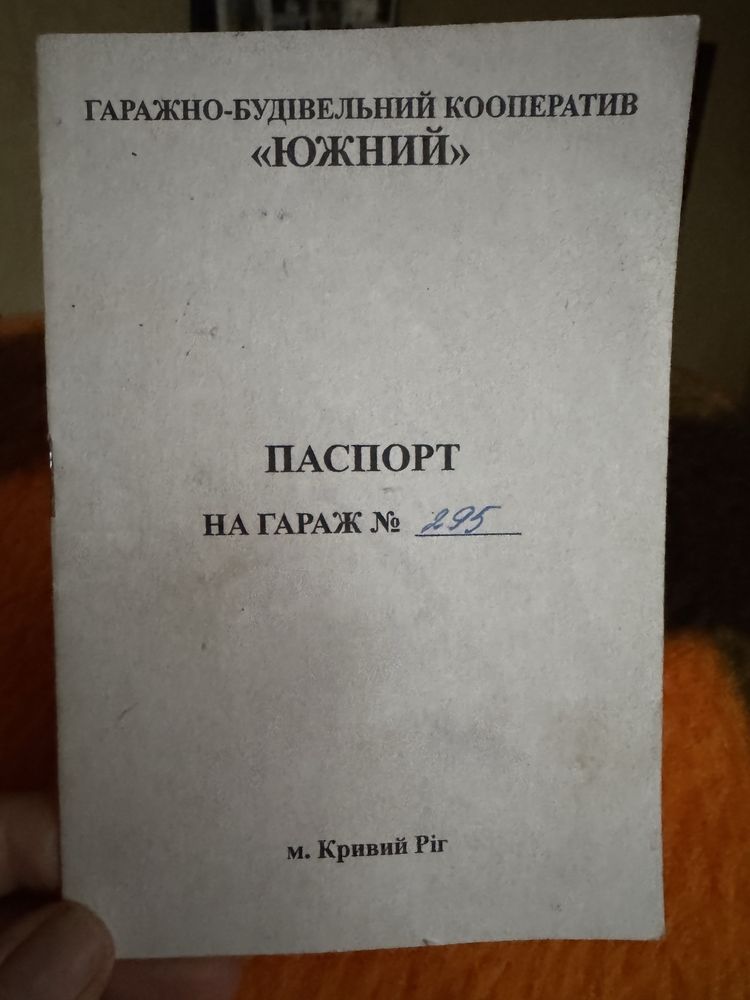 ГАРАЖНО-БУДІВЕЛЬНИЙ КООПЕРАТИВ
«ЮЖНИЙ»
ПАСПОРТ
НА ГАРАЖ № 295
м. Кривий Ріг